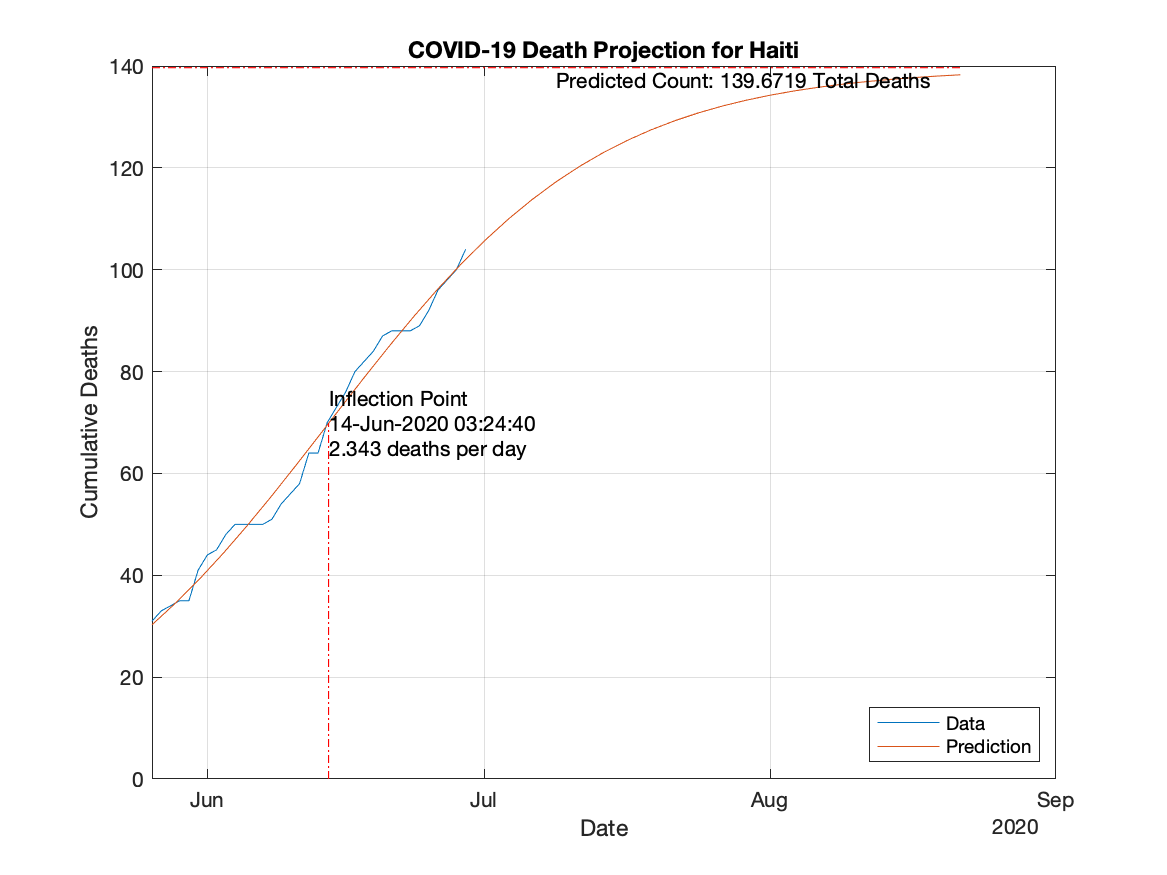 COVID-19 Death Projection for Haiti
140
Predicted Count: 139.6719 Total Deaths
120
100
80
Inflection Point
14-Jun-2020 03:24:40
2.343 deaths per day
60
40
20
0
Cumulative Deaths
Data
Prediction
Jun
Jul
Aug
Sep
Date
2020